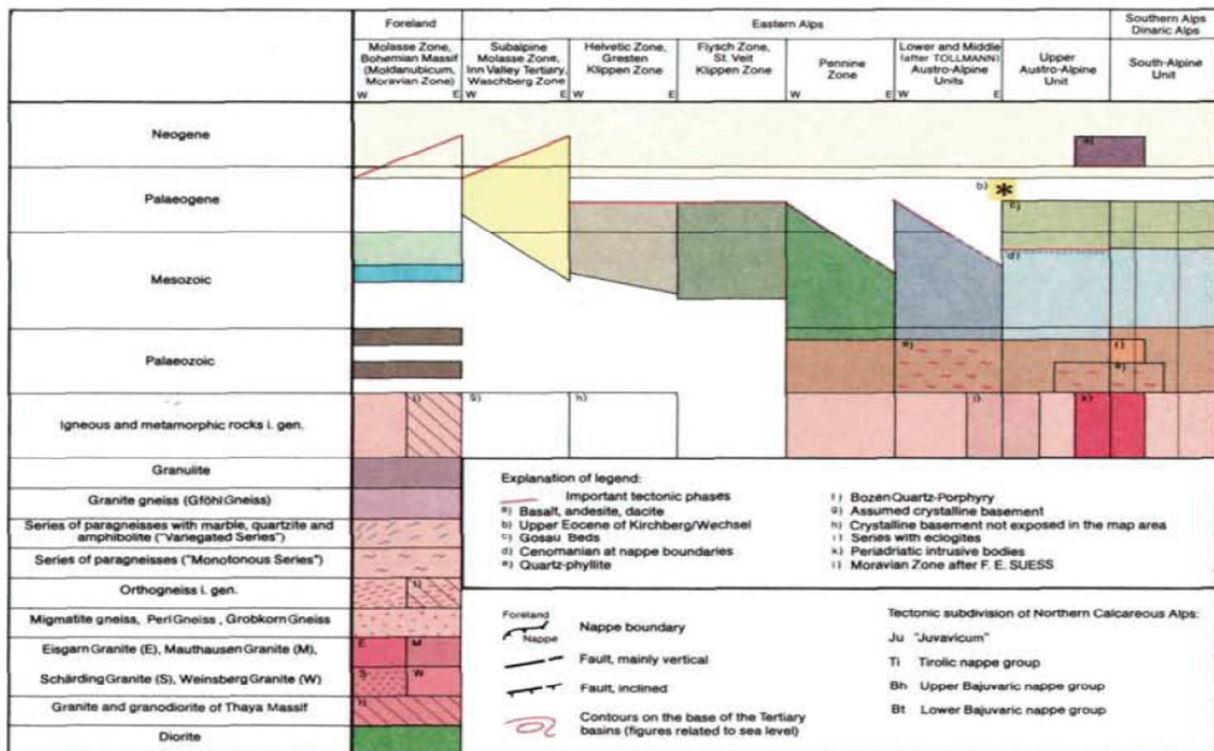 Foreland
Eastern Alps
Southern Alps
Dinaric Alps
Molasse Zone,
Bohemian Massif
(Moldanubicum,
Moravian Zone)
W E
Subalpine
Molasse Zone,
Inn Valley Tertiary,
Waschberg Zone
W E
Helvetic Zone,
Gresten
Klippen Zone
W E
Flysch Zone,
St. Veit
Klippen Zone
Pennine
Zone
W E
Lower and Middle
(after TOLLMANN)
Austro-Alpine
Units
W E
Upper
Austro-Alpine
Unit
South-Alpine
Unit
Neogene
a)
Palaeogene
b) *
c)
Mesozoic
d)
Palaeozoic
e)
f)
e)
Igneous and metamorphic rocks i. gen.
g)
h)
k)
Granulite
Granite gneiss (Gföhl Gneiss)
Series of paragneisses with marble, quartzite and
amphibolite ("Variegated Series")
Series of paragneisses ("Monotonous Series")
Orthogneiss i. gen.
Migmatite gneiss, Perl Gneiss, Grobkorn Gneiss
Eisgarn Granite (E), Mauthausen Granite (M),
E M
Schärding Granite (S), Weinsberg Granite (W)
S W
Granite and granodiorite of Thaya Massif
Diorite
Explanation of legend:
Important tectonic phases
a) Basalt, andesite, dacite
b) Upper Eocene of Kirchberg/Wechsel
c) Gosau Beds
d) Cenomanian at nappe boundaries
e) Quartz-phyllite
f) Bozen Quartz-Porphyry
g) Assumed crystalline basement
h) Crystalline basement not exposed in the map area
i) Series with eclogites
k) Periadriatic intrusive bodies
l) Moravian Zone after F. E. SUESS
Foreland
Nappe
Nappe boundary
Fault, mainly vertical
Fault, inclined
Contours on the base of the Tertiary
basins (figures related to sea level)
Tectonic subdivision of Northern Calcareous Alps:
Ju "Juvavicum"
Ti Tirolic nappe group
Bh Upper Bajuvaric nappe group
Bt Lower Bajuvaric nappe group